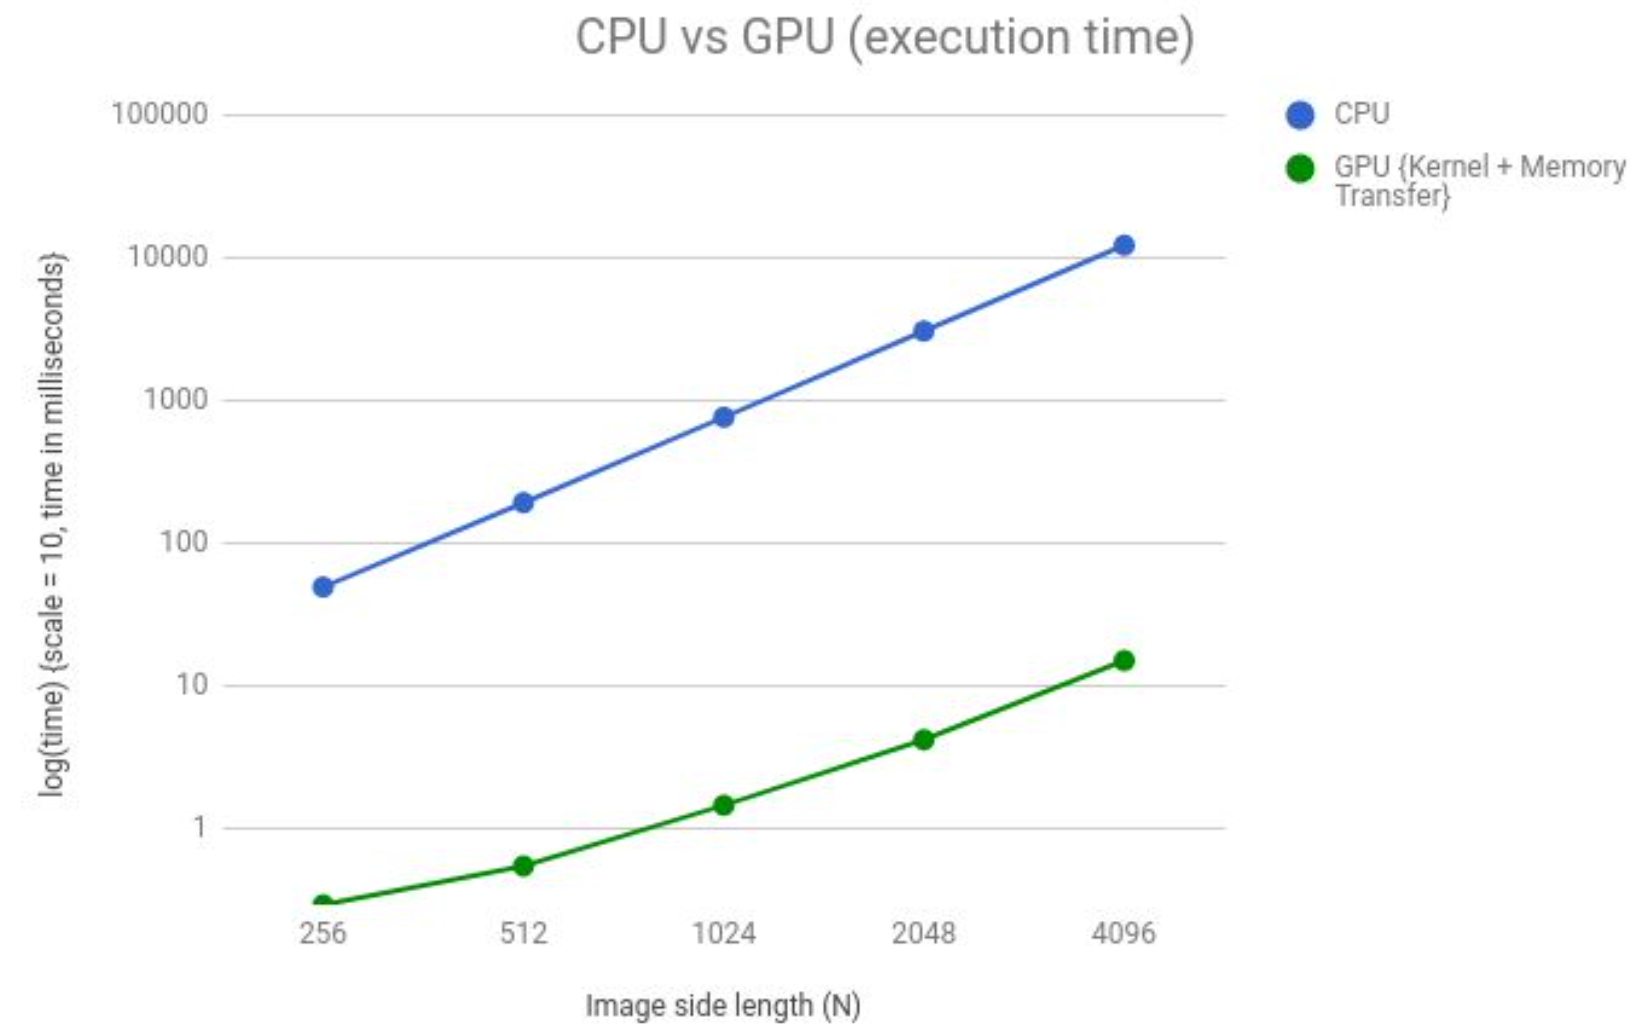 CPU vs GPU (execution time)
100000
10000
1000
100
10
1
log(time) {scale = 10, time in milliseconds}
256
512
1024
2048
4096
Image side length (N)
CPU
GPU {Kernel + Memory
Transfer}